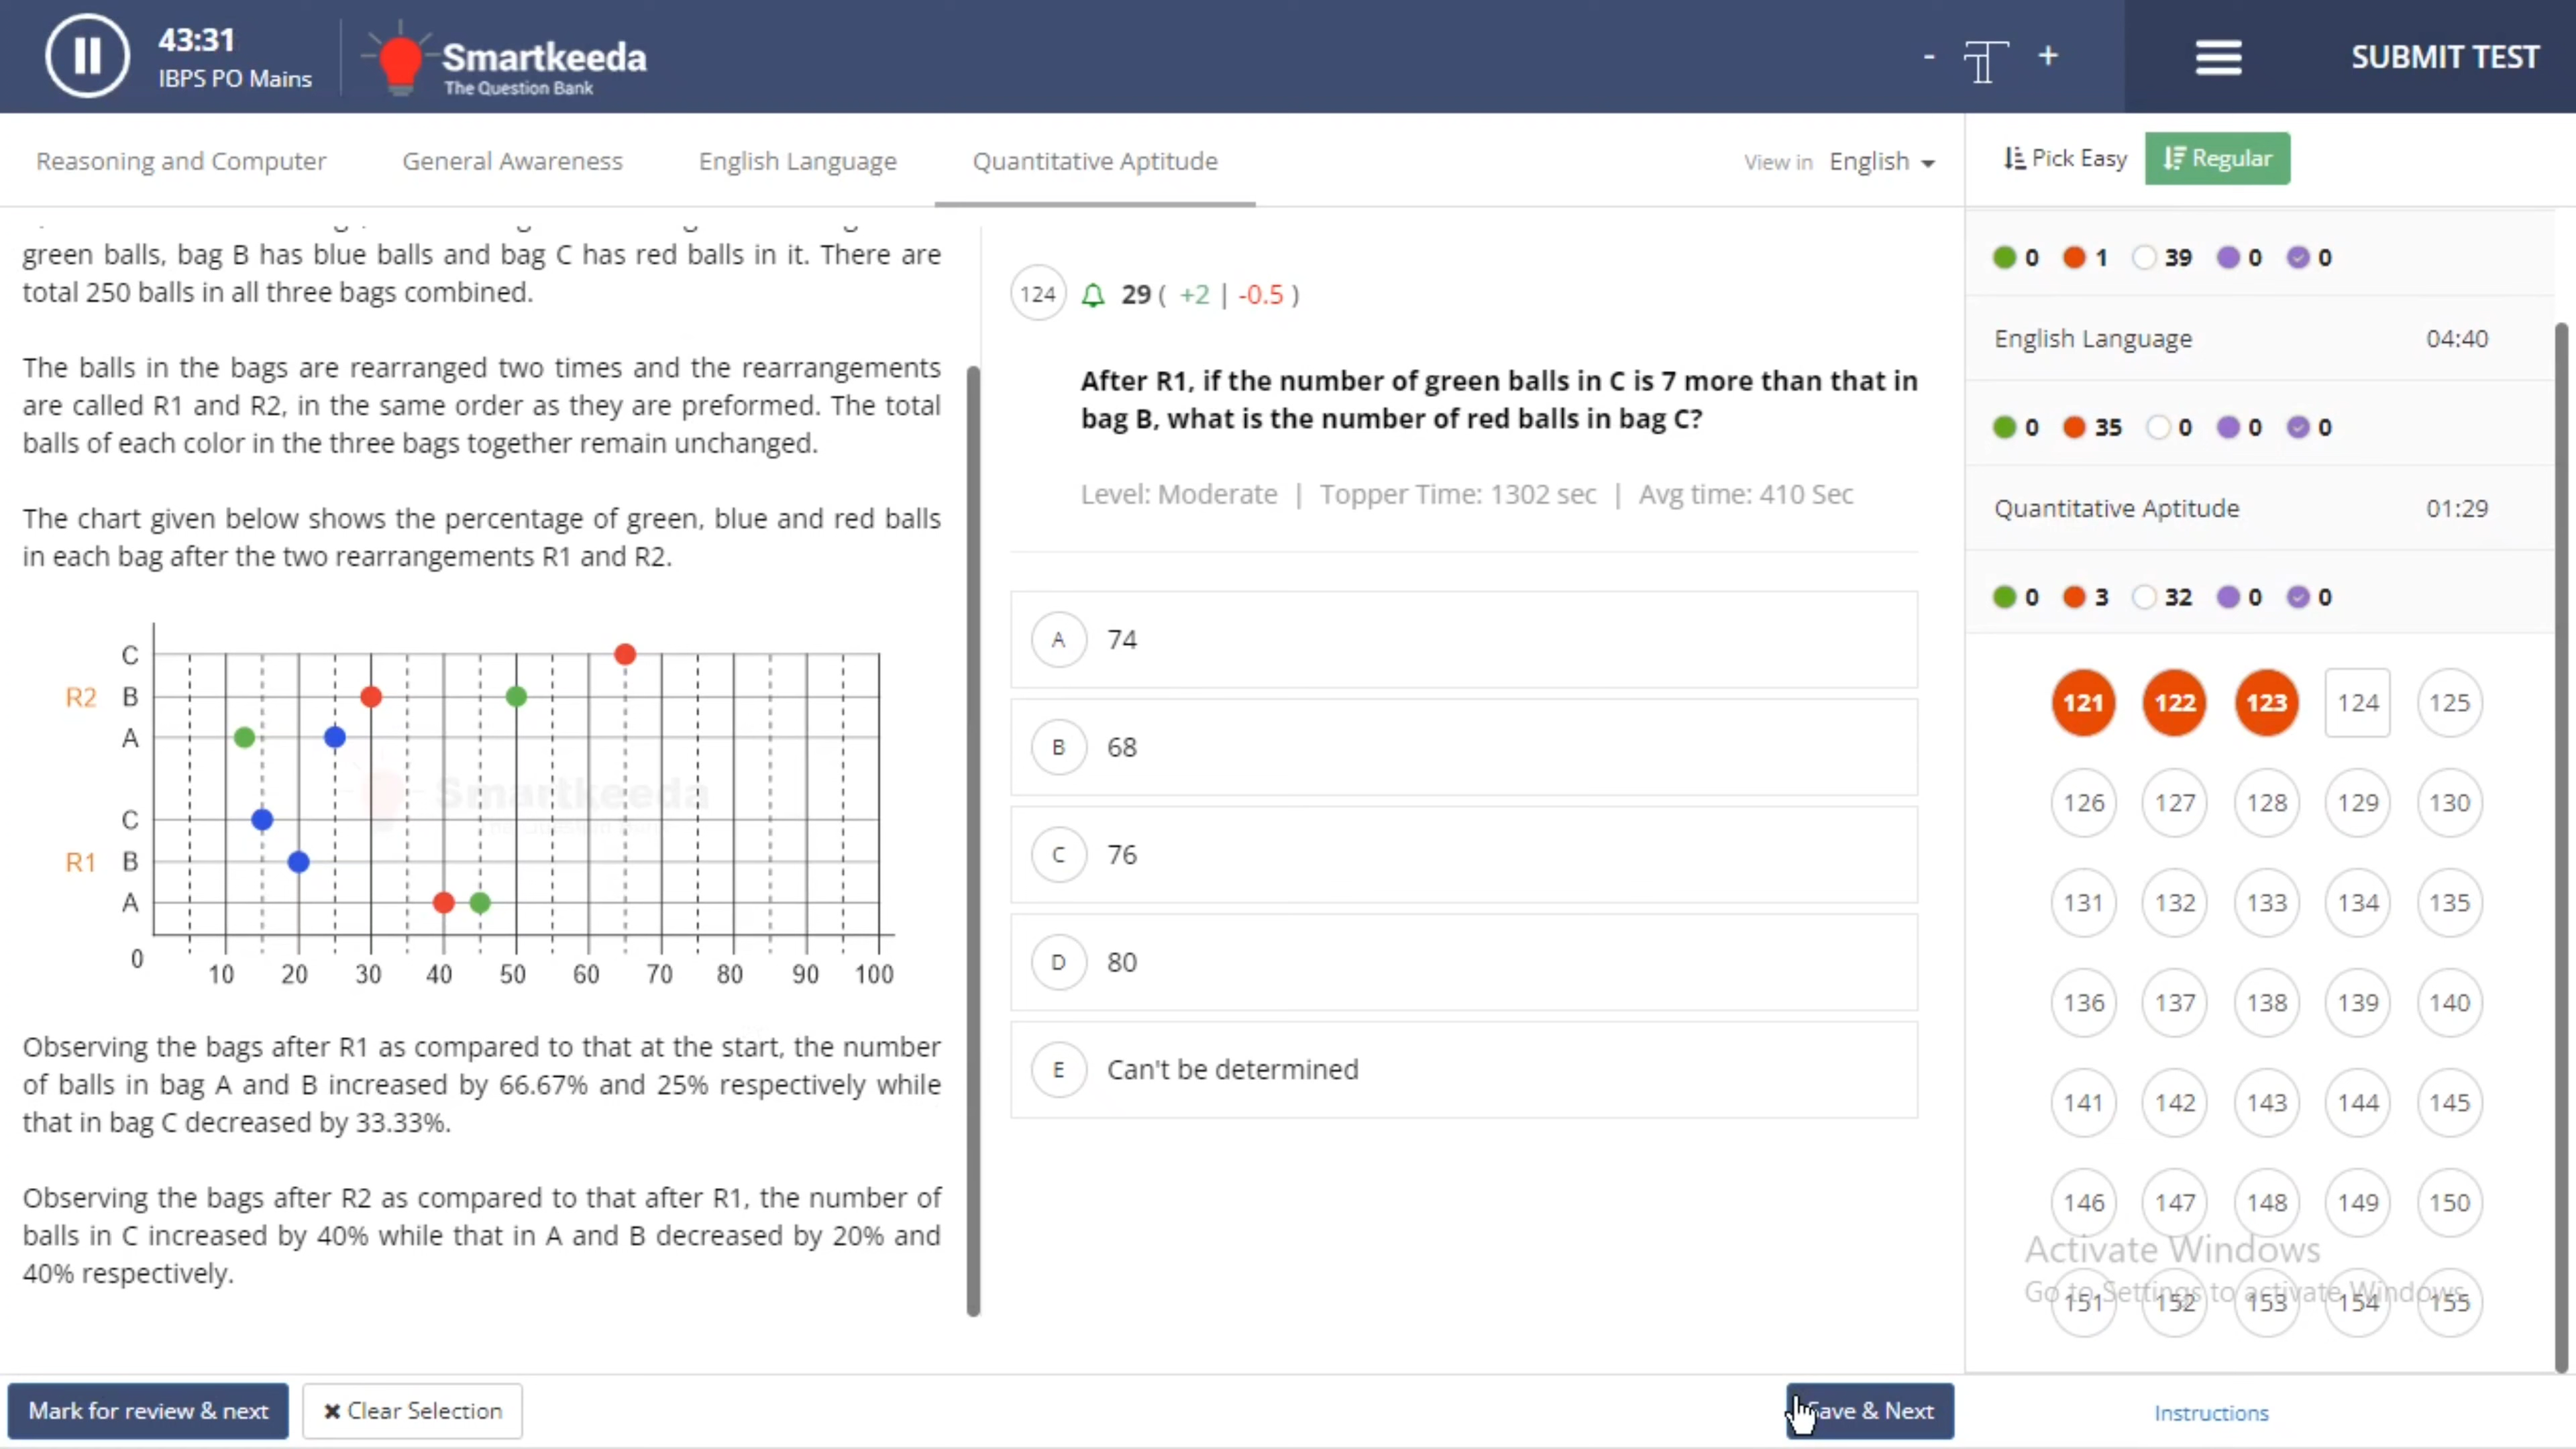 43:31
IBPS PO Mains
Smartkeeda
The Question Bank
- T +
SUBMIT TEST
Reasoning and Computer
General Awareness
English Language
Quantitative Aptitude
View in English
Pick Easy
Regular
green balls, bag B has blue balls and bag C has red balls in it. There are
total 250 balls in all three bags combined.
The balls in the bags are rearranged two times and the rearrangements
are called R1 and R2, in the same order as they are preformed. The total
balls of each color in the three bags together remain unchanged.
The chart given below shows the percentage of green, blue and red balls
in each bag after the two rearrangements R1 and R2.
C
R2 B
A
Smartkeeda
C
R1 B
A
0
10 20 30 40 50 60 70 80 90 100
Observing the bags after R1 as compared to that at the start, the number
of balls in bag A and B increased by 66.67% and 25% respectively while
that in bag C decreased by 33.33%.
Observing the bags after R2 as compared to that after R1, the number of
balls in C increased by 40% while that in A and B decreased by 20% and
40% respectively.
124 29 ( +2 | -0.5 )
After R1, if the number of green balls in C is 7 more than that in
bag B, what is the number of red balls in bag C?
Level: Moderate | Topper Time: 1302 sec | Avg time: 410 Sec
A 74
B 68
C 76
D 80
E Can't be determined
0 1 39 0 0
English Language 04:40
0 35 0 0 0
Quantitative Aptitude 01:29
0 3 32 0 0
121 122 123 124 125
126 127 128 129 130
131 132 133 134 135
136 137 138 139 140
141 142 143 144 145
146 147 148 149 150
Activate Windows
Go to Settings to activate Windows.
151 152 153 154 155
Mark for review & next
Clear Selection
Save & Next
Instructions